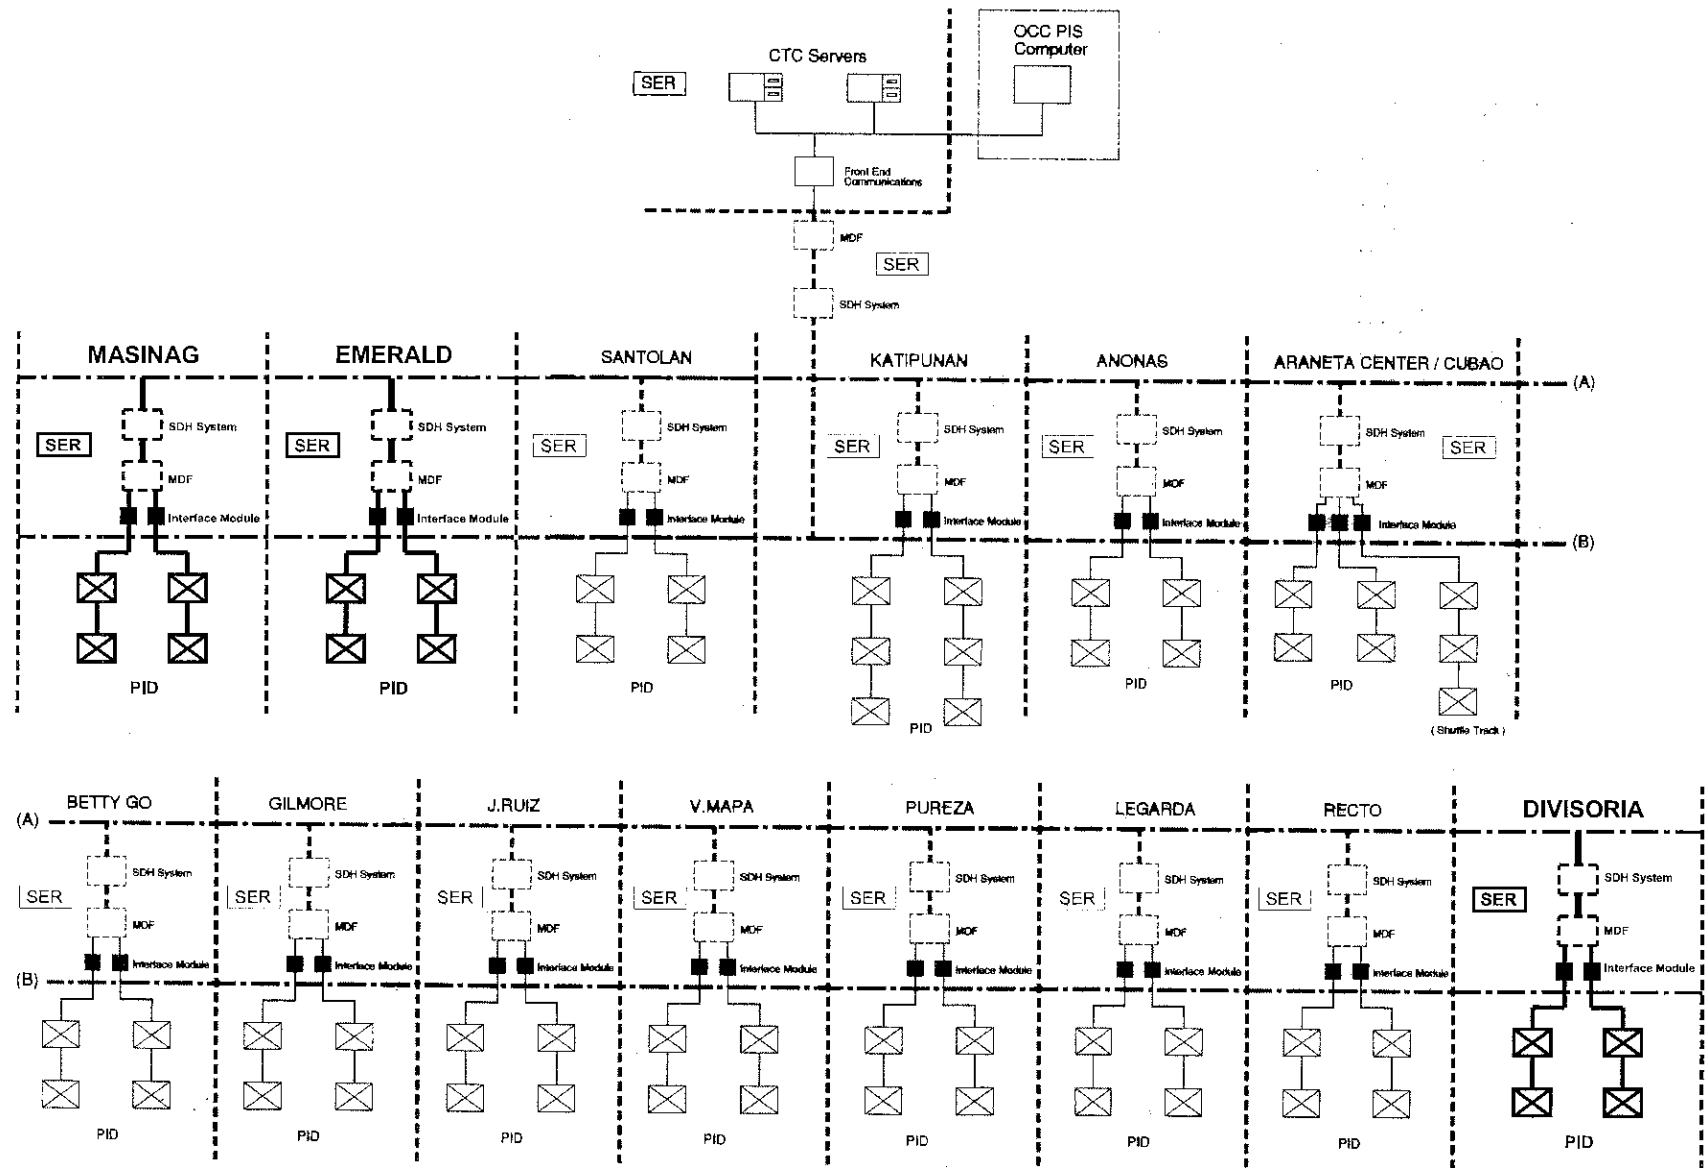 OCC PIS
Computer
CTC Servers
SER
Front End
Communications
MDF
SER
SDH System
MASINAG
EMERALD
SANTOLAN
KATIPUNAN
ANONAS
ARANETA CENTER / CUBAO
(A)
SDH System
SDH System
SDH System
SDH System
SDH System
SDH System
SER
SER
SER
SER
SER
SER
MDF
MDF
MDF
MDF
MDF
MDF
Interface Module
Interface Module
Interface Module
Interface Module
Interface Module
Interface Module
(B)
PID
PID
PID
PID
PID
PID
( Shuffle Track )
BETTY GO
GILMORE
J.RUIZ
V.MAPA
PUREZA
LEGARDA
RECTO
DIVISORIA
(A)
SDH System
SDH System
SDH System
SDH System
SDH System
SDH System
SDH System
SDH System
SER
SER
SER
SER
SER
SER
SER
SER
MDF
MDF
MDF
MDF
MDF
MDF
MDF
MDF
Interface Module
Interface Module
Interface Module
Interface Module
Interface Module
Interface Module
Interface Module
Interface Module
(B)
PID
PID
PID
PID
PID
PID
PID
PID